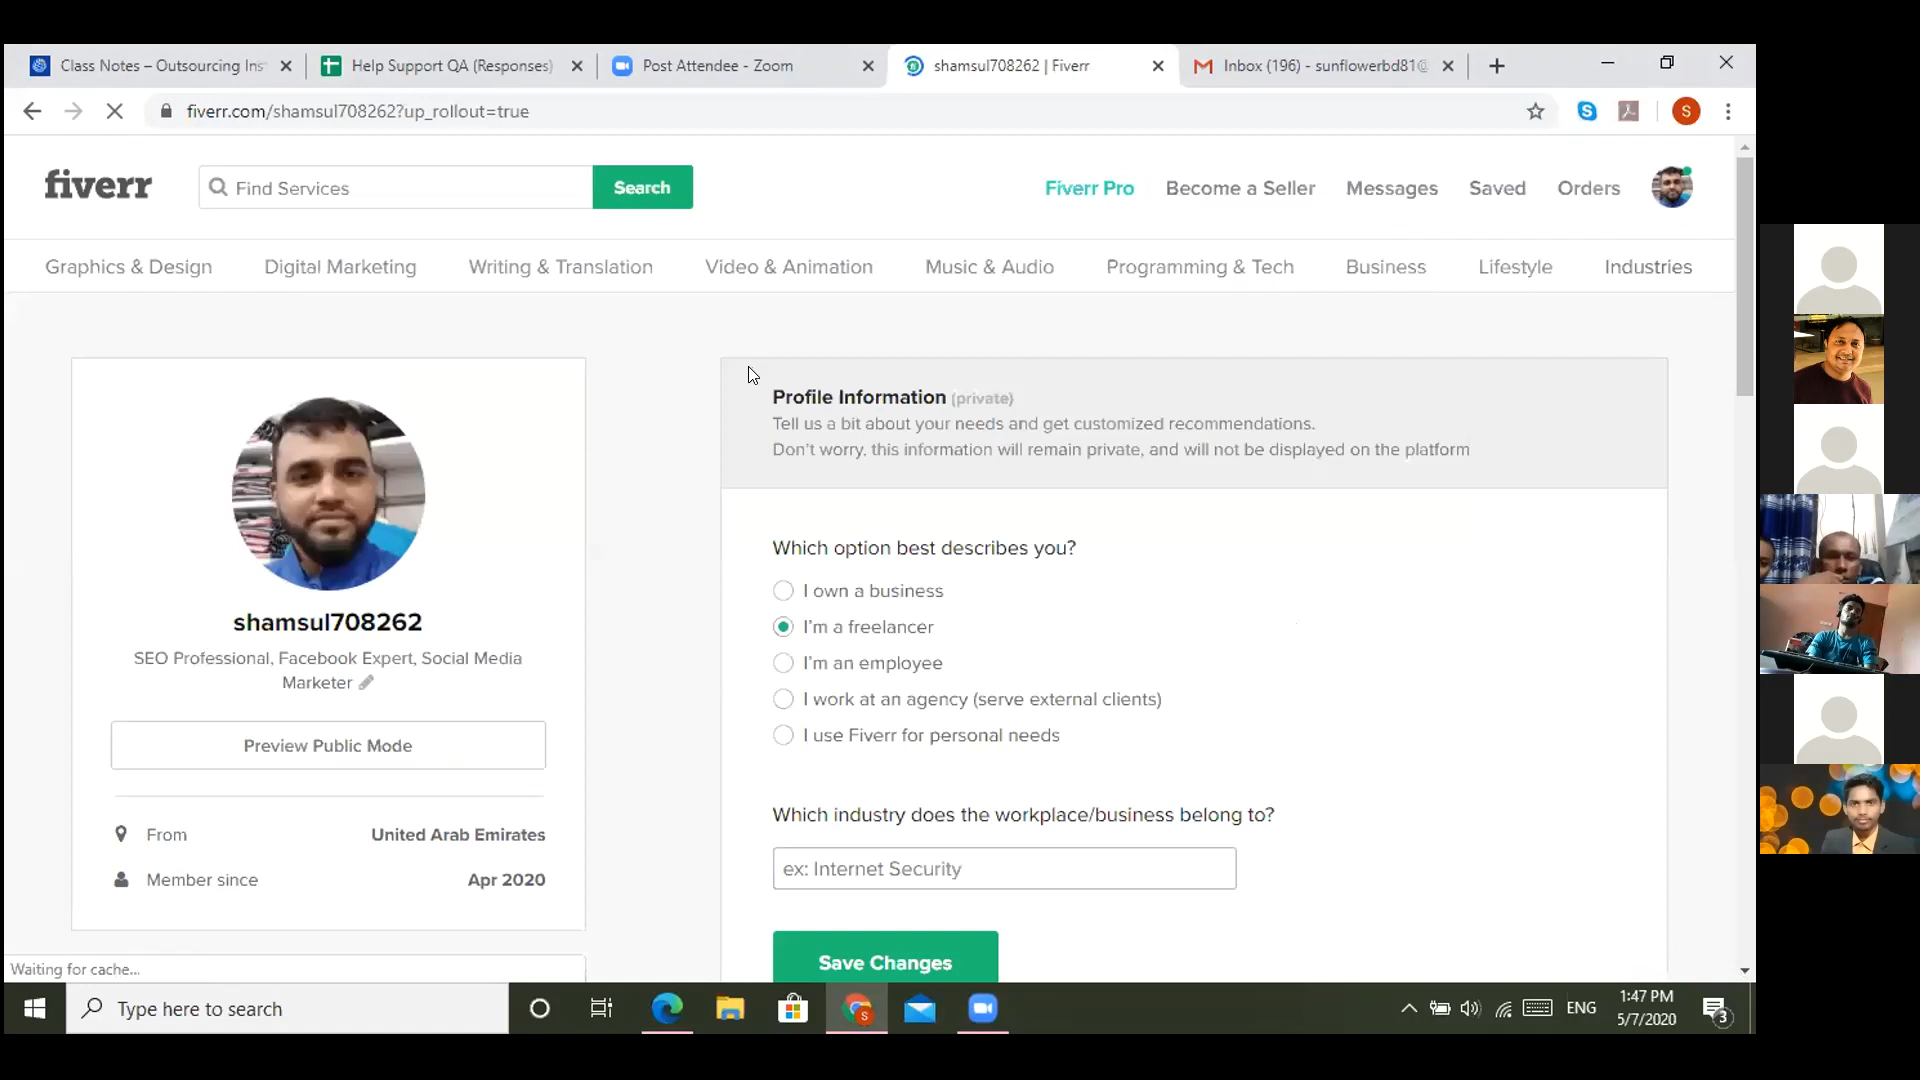 Class Notes – Outsourcing Ins
Help Support QA (Responses)
Post Attendee - Zoom
shamsul708262 | Fiverr
Inbox (196) - sunflowerbd81@
fiverr.com/shamsul708262?up_rollout=true
S
fiverr
Find Services
Search
Fiverr Pro
Become a Seller
Messages
Saved
Orders
Graphics & Design
Digital Marketing
Writing & Translation
Video & Animation
Music & Audio
Programming & Tech
Business
Lifestyle
Industries
shamsul708262
SEO Professional, Facebook Expert, Social Media
Marketer
Preview Public Mode
From United Arab Emirates
Member since Apr 2020
Profile Information (private)
Tell us a bit about your needs and get customized recommendations.
Don't worry, this information will remain private, and will not be displayed on the platform
Which option best describes you?
I own a business
I'm a freelancer
I'm an employee
I work at an agency (serve external clients)
I use Fiverr for personal needs
Which industry does the workplace/business belong to?
ex: Internet Security
Save Changes
Waiting for cache...
Type here to search
S
ENG
1:47 PM
5/7/2020
3